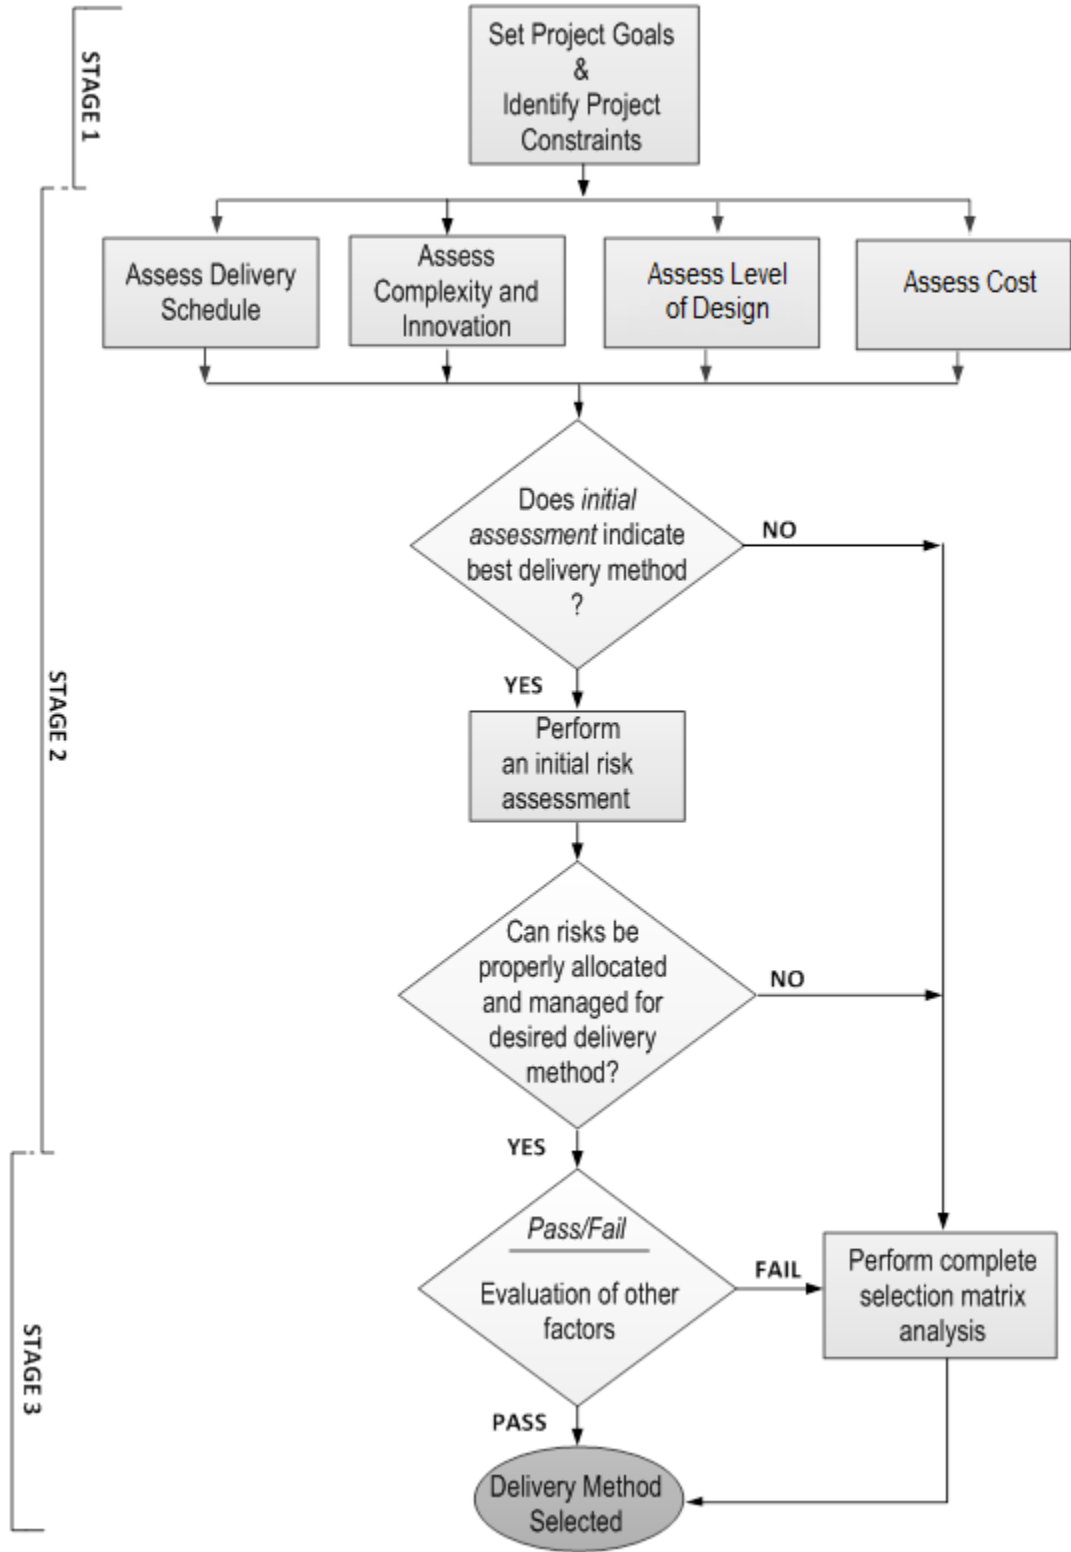 STAGE 1
Set Project Goals
&
Identify Project
Constraints
STAGE 2
Assess Delivery
Schedule
Assess
Complexity and
Innovation
Assess Level
of Design
Assess Cost
Does initial
assessment indicate
best delivery method
?
NO
YES
Perform
an initial risk
assessment
Can risks be
properly allocated
and managed for
desired delivery
method?
NO
YES
STAGE 3
Pass/Fail
Evaluation of other
factors
FAIL
Perform complete
selection matrix
analysis
PASS
Delivery Method
Selected